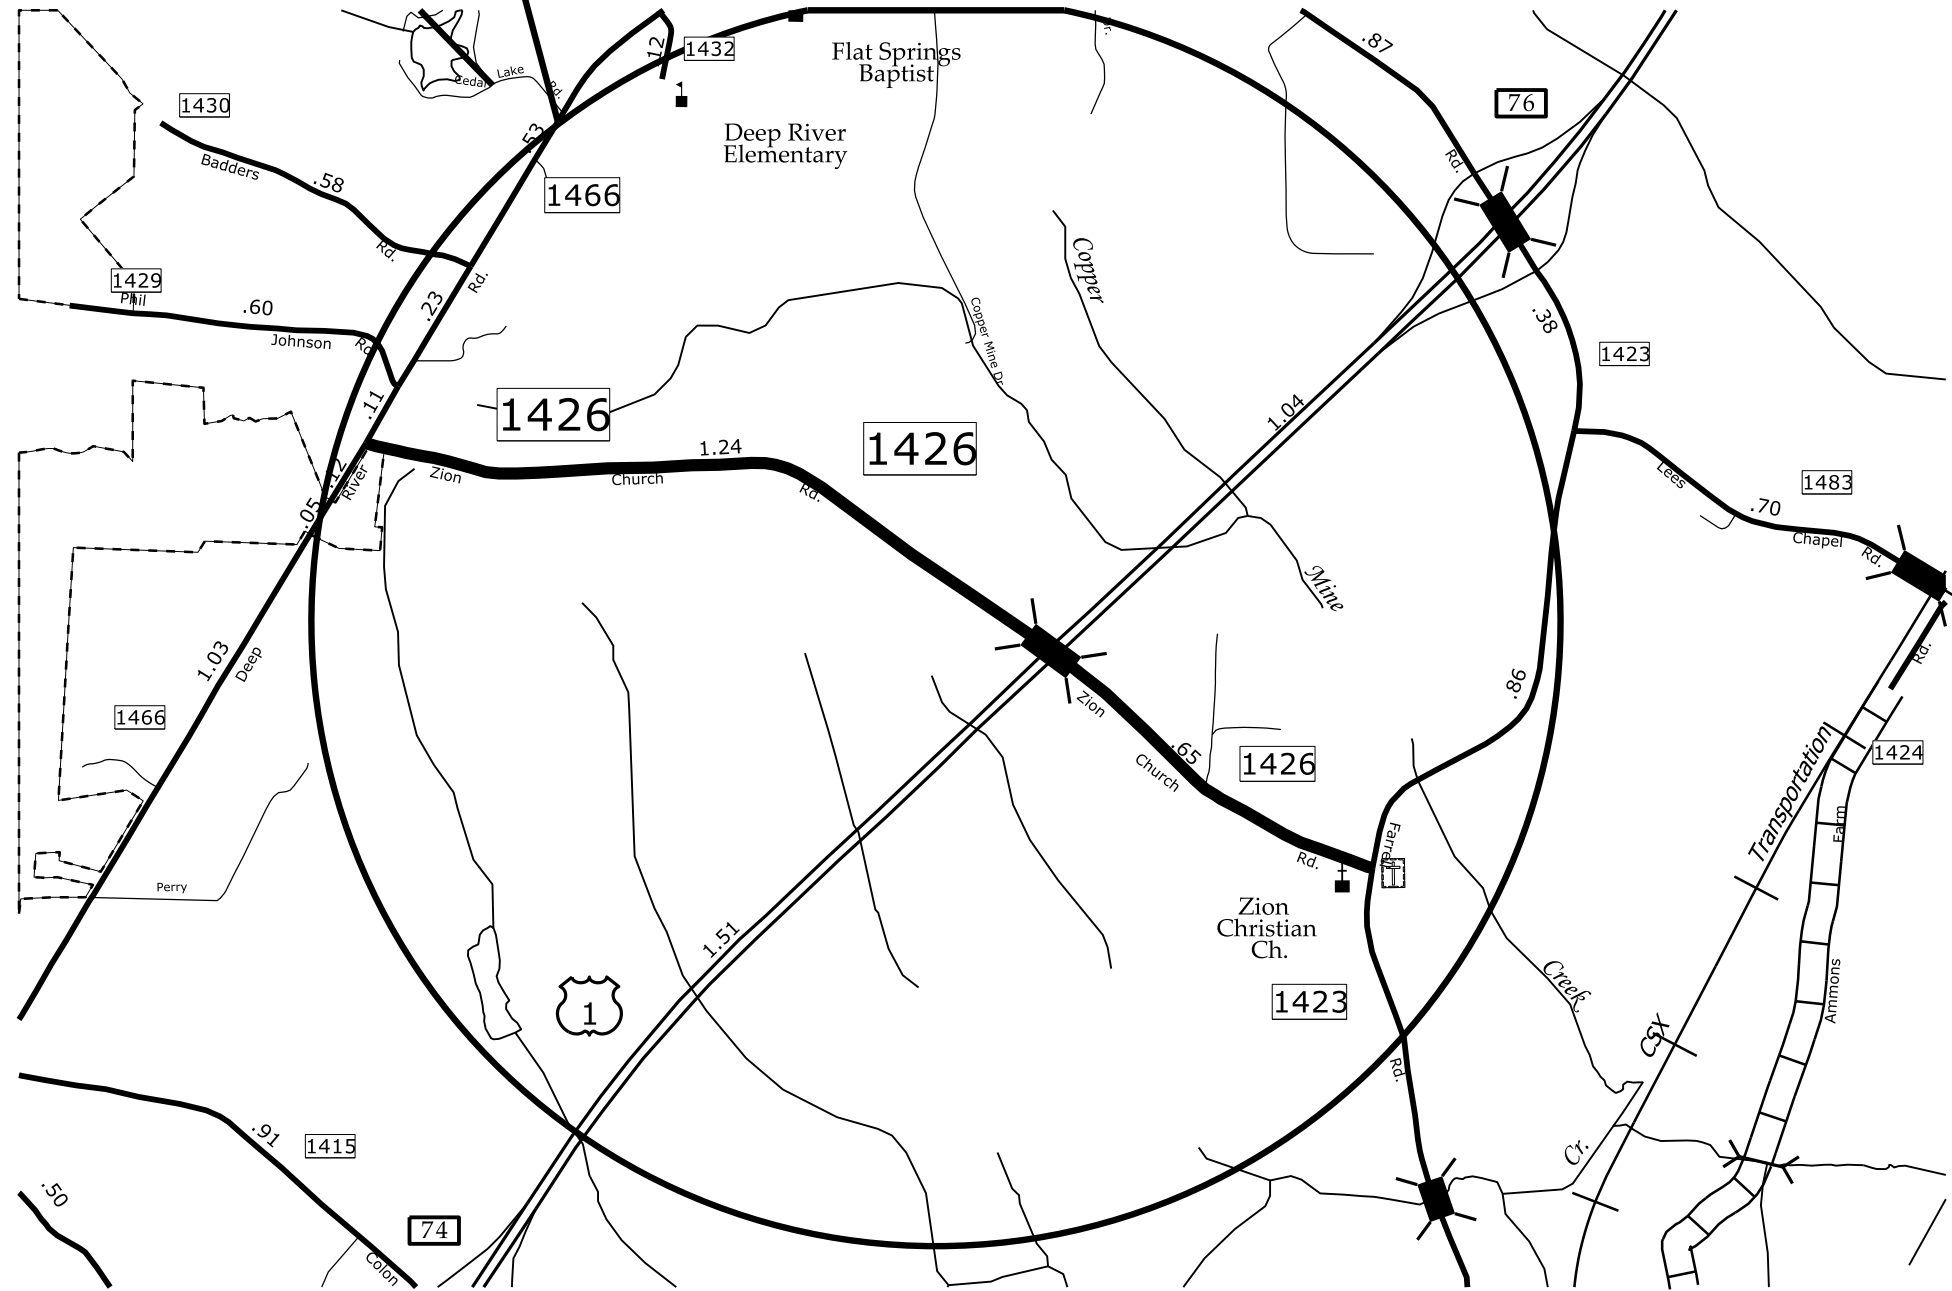 .87
Dr.
.12
1432
Flat Springs
Baptist
Cedar Lake Rd.
1430
76
.53
Deep River
Elementary
Badders
.58
Rd.
Rd.
1466
1429
Phil
.60
Johnson
Rd.
.23
Rd.
Copper
Copper Mine Dr.
.38
1423
.11
1426
1426
1.04
Zion
1.24
Church
Rd.
.12
River
.05
Lees
1483
.70
Chapel
Rd.
Mine
1.03
Deep
1466
Rd.
.86
Zion
.65
Church
1426
Transportation
1424
Farm
Perry
Rd.
Farrell
Zion
Christian
Ch.
1.51
Creek
Ammons
1
1423
CSX
Rd.
.91
1415
Cr.
.50
74
Colon